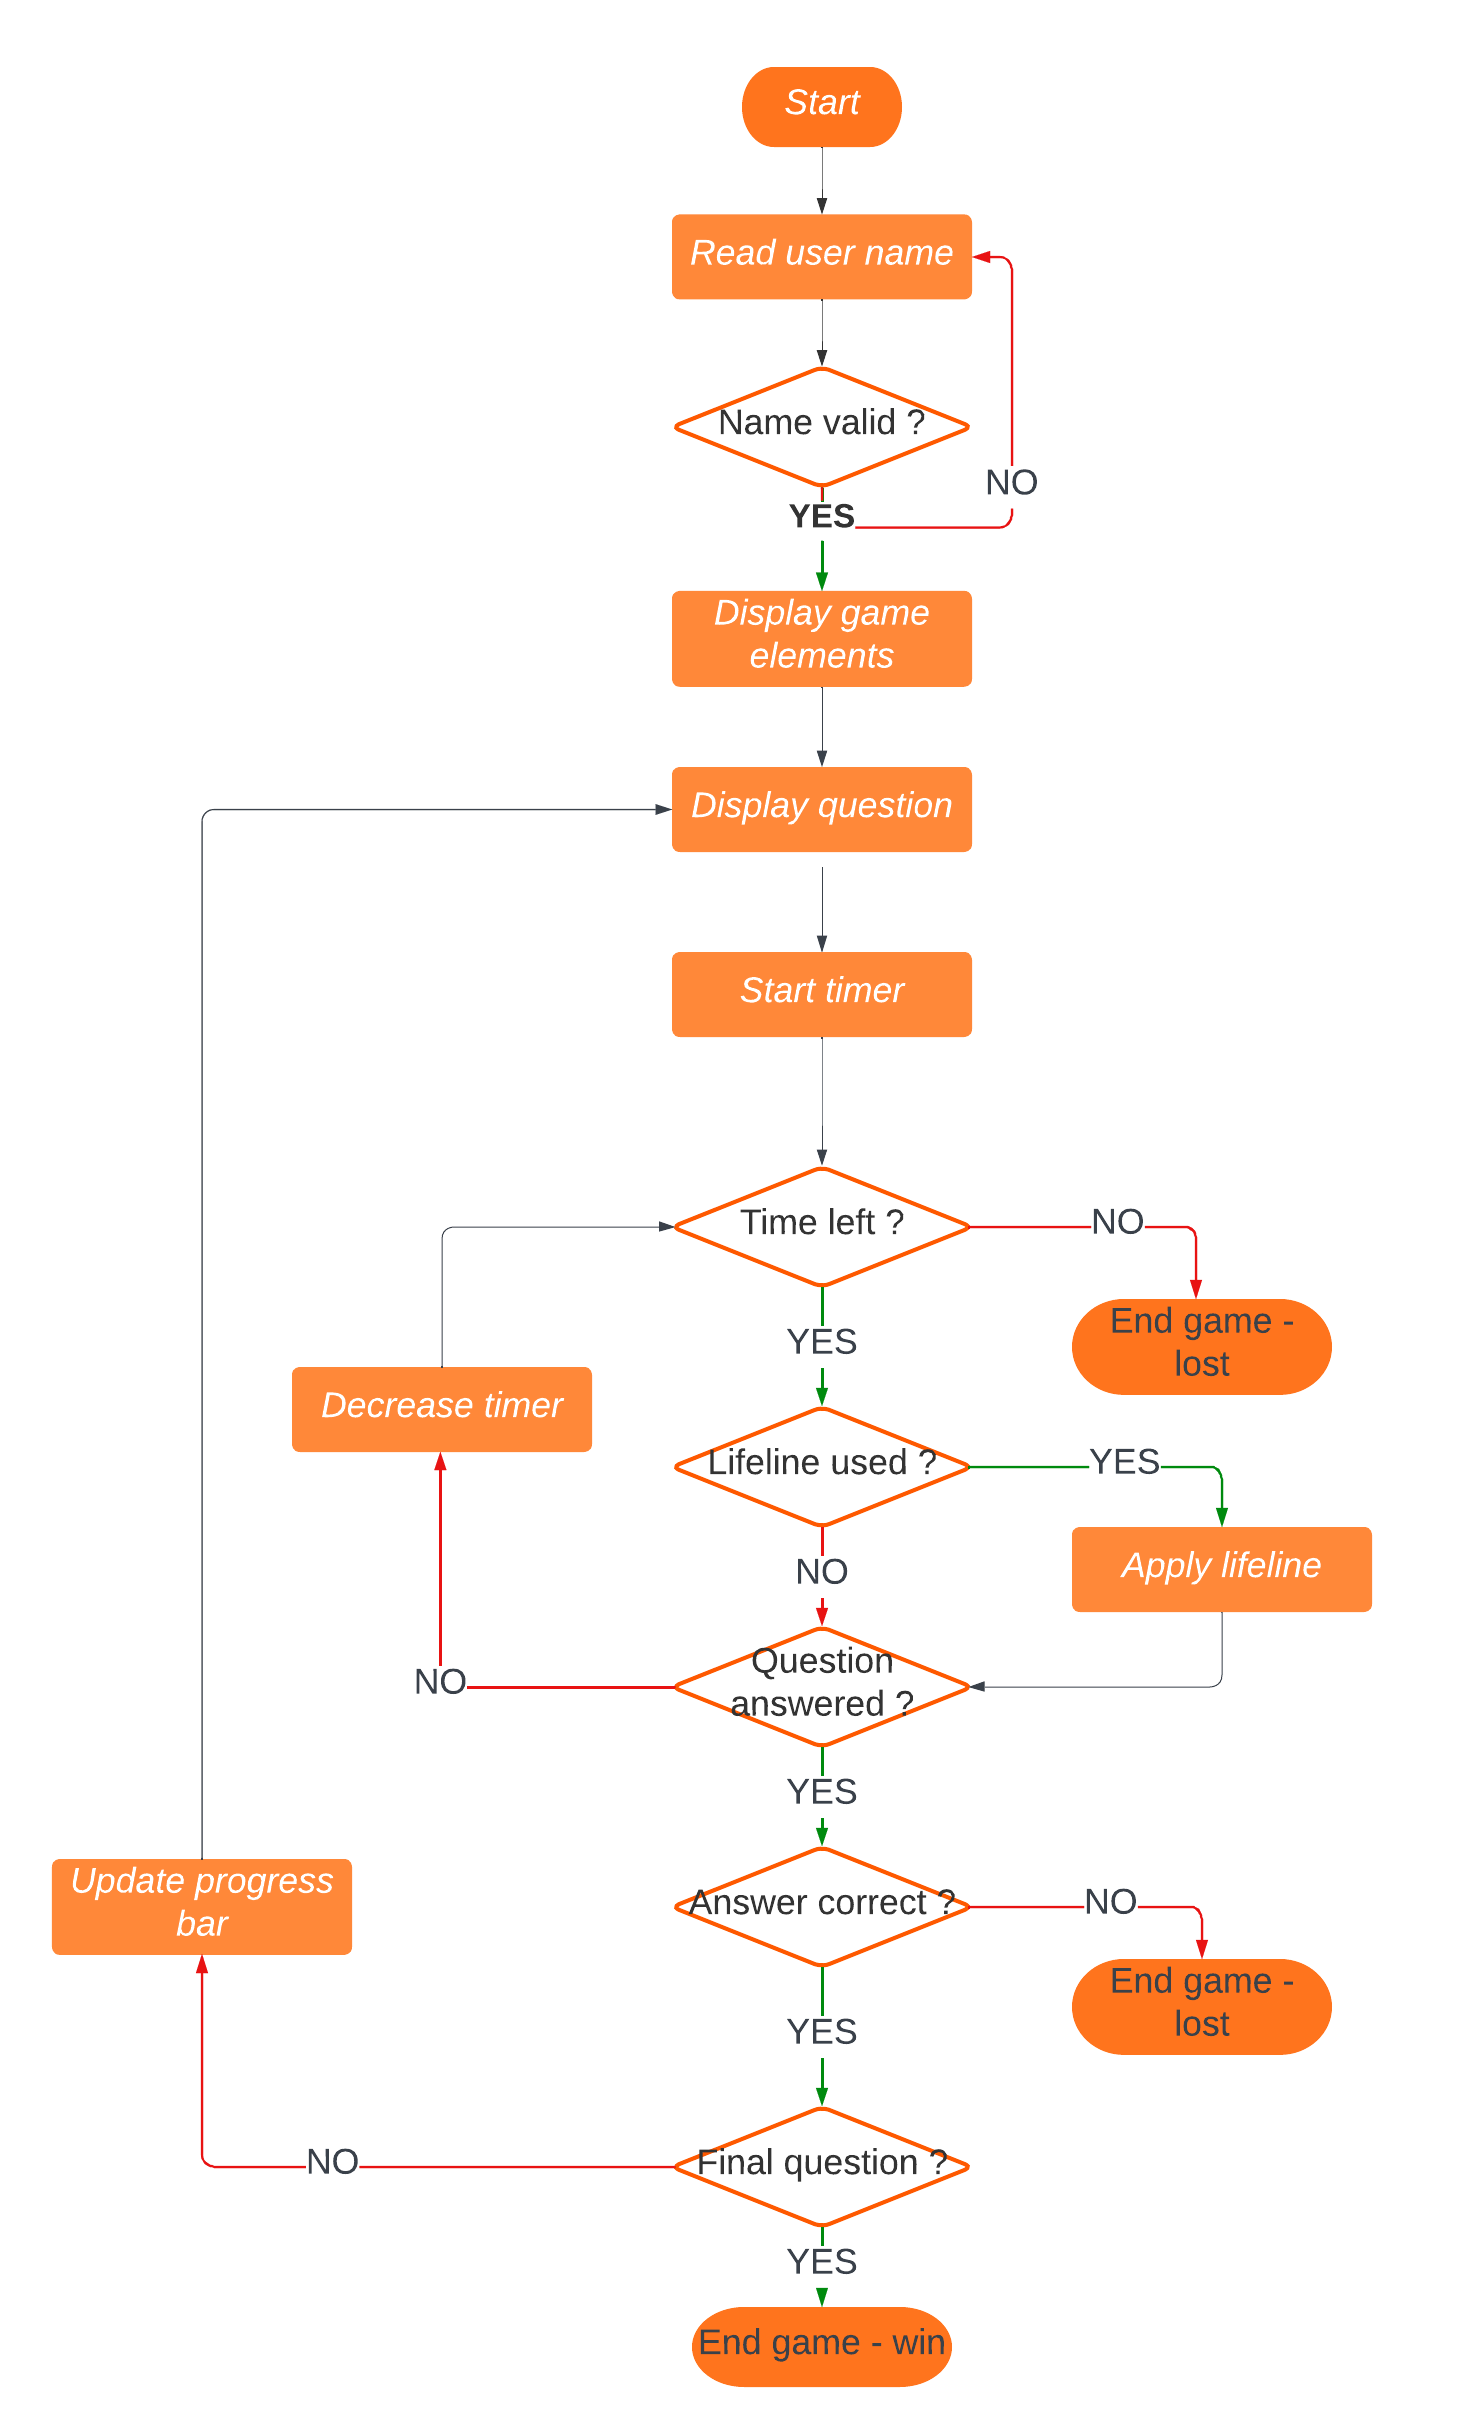 Start
Read user name
Name valid ?
NO
YES
Display game
elements
Display question
Start timer
Time left ?
NO
End game -
lost
YES
Decrease timer
Lifeline used ?
YES
Apply lifeline
NO
Question
answered ?
NO
YES
Update progress
bar
Answer correct ?
NO
End game -
lost
YES
Final question ?
NO
YES
End game - win